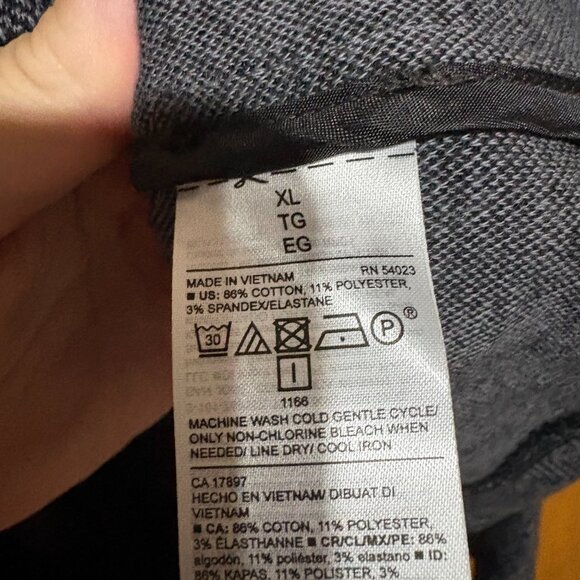 XL
TG
EG
MADE IN VIETNAM RN 54023
■ US: 86% COTTON, 11% POLYESTER,
3% SPANDEX/ELASTANE
30 P ®
1166
MACHINE WASH COLD GENTLE CYCLE/
ONLY NON-CHLORINE BLEACH WHEN
NEEDED/ LINE DRY/ COOL IRON
CA 17897
HECHO EN VIETNAM/ DIBUAT DI
VIETNAM
■ CA: 86% COTON, 11% POLYESTER,
3% ÉLASTHANNE ■ CR/CL/MX/PE: 86%
algodón, 11% poliéster, 3% elastano ■ ID:
86% KAPAS, 11% POLISTER, 3%